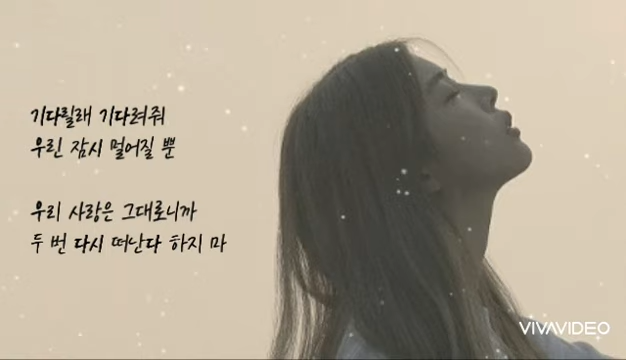 기다릴래 기다려줘
우린 잠시 멀어질 뿐
우리 사랑은 그대로니까
두 번 다시 떠난다 하지 마
VIVAVIDEO